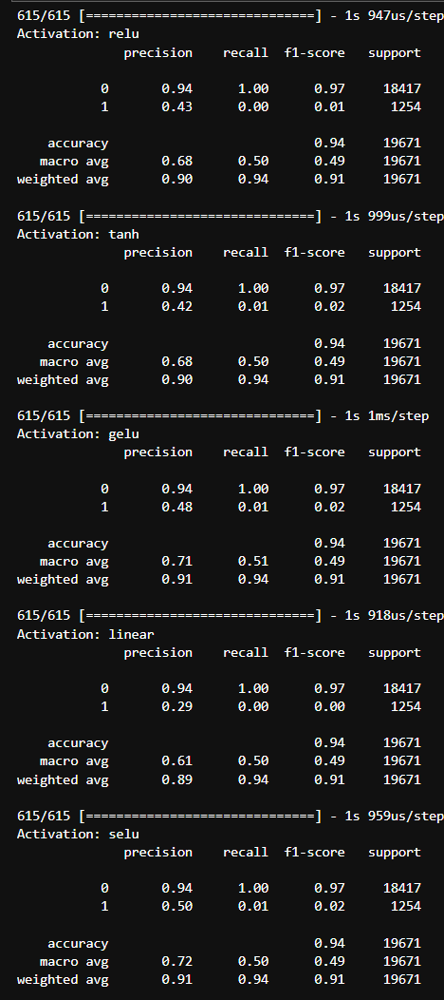 615/615 [==============================] - 1s 947us/step
Activation: relu
precision recall f1-score support
0 0.94 1.00 0.97 18417
1 0.43 0.00 0.01 1254
accuracy 0.94 19671
macro avg 0.68 0.50 0.49 19671
weighted avg 0.90 0.94 0.91 19671
615/615 [==============================] - 1s 999us/step
Activation: tanh
precision recall f1-score support
0 0.94 1.00 0.97 18417
1 0.42 0.01 0.02 1254
accuracy 0.94 19671
macro avg 0.68 0.50 0.49 19671
weighted avg 0.90 0.94 0.91 19671
615/615 [==============================] - 1s 1ms/step
Activation: gelu
precision recall f1-score support
0 0.94 1.00 0.97 18417
1 0.48 0.01 0.02 1254
accuracy 0.94 19671
macro avg 0.71 0.51 0.49 19671
weighted avg 0.91 0.94 0.91 19671
615/615 [==============================] - 1s 918us/step
Activation: linear
precision recall f1-score support
0 0.94 1.00 0.97 18417
1 0.29 0.00 0.00 1254
accuracy 0.94 19671
macro avg 0.61 0.50 0.49 19671
weighted avg 0.89 0.94 0.91 19671
615/615 [==============================] - 1s 959us/step
Activation: selu
precision recall f1-score support
0 0.94 1.00 0.97 18417
1 0.50 0.01 0.02 1254
accuracy 0.94 19671
macro avg 0.72 0.50 0.49 19671
weighted avg 0.91 0.94 0.91 19671